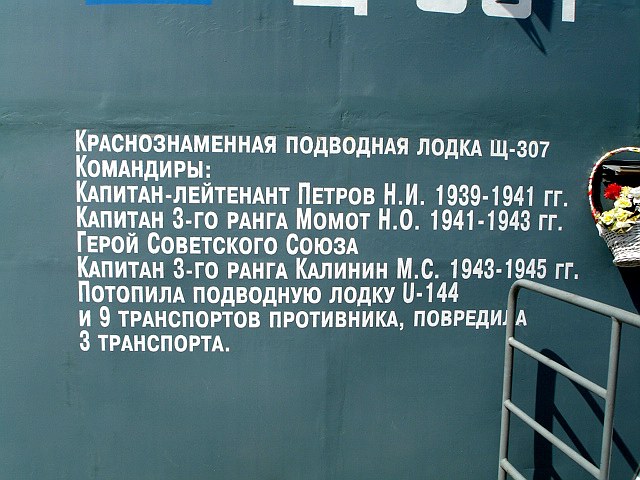 Щ-307
Краснознаменная подводная лодка Щ-307
Командиры:
Капитан-лейтенант Петров Н.И. 1939-1941 гг.
Капитан 3-го ранга Момот Н.О. 1941-1943 гг.
Герой Советского Союза
Капитан 3-го ранга Калинин М.С. 1943-1945 гг.
Потопила подводную лодку U-144
и 9 транспортов противника, повредила
3 транспорта.